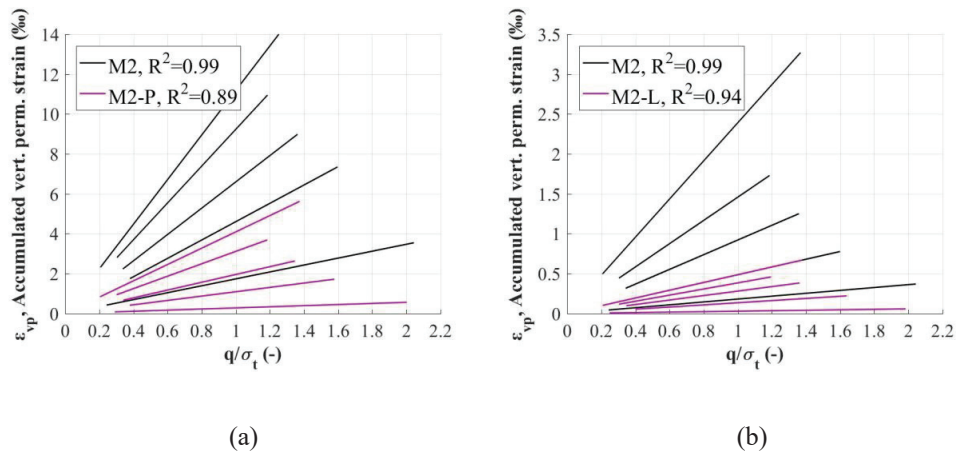 ε_vp, Accumulated vert. perm. strain (‰)
14
12
10
8
6
4
2
0
M2, R²=0.99
M2-P, R²=0.89
0 0.2 0.4 0.6 0.8 1 1.2 1.4 1.6 1.8 2 2.2
q/σ_t (-)
(a)
ε_vp, Accumulated vert. perm. strain (‰)
3.5
3
2.5
2
1.5
1
0.5
0
M2, R²=0.99
M2-L, R²=0.94
0 0.2 0.4 0.6 0.8 1 1.2 1.4 1.6 1.8 2 2.2
q/σ_t (-)
(b)